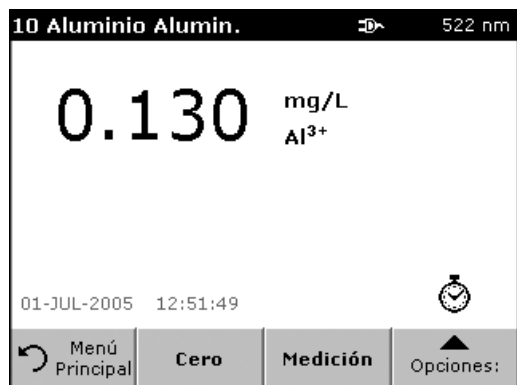 10 Aluminio Alumin. 522 nm
0.130 mg/L
Al³⁺
01-JUL-2005 12:51:49
Menú Principal
Cero
Medición
Opciones: